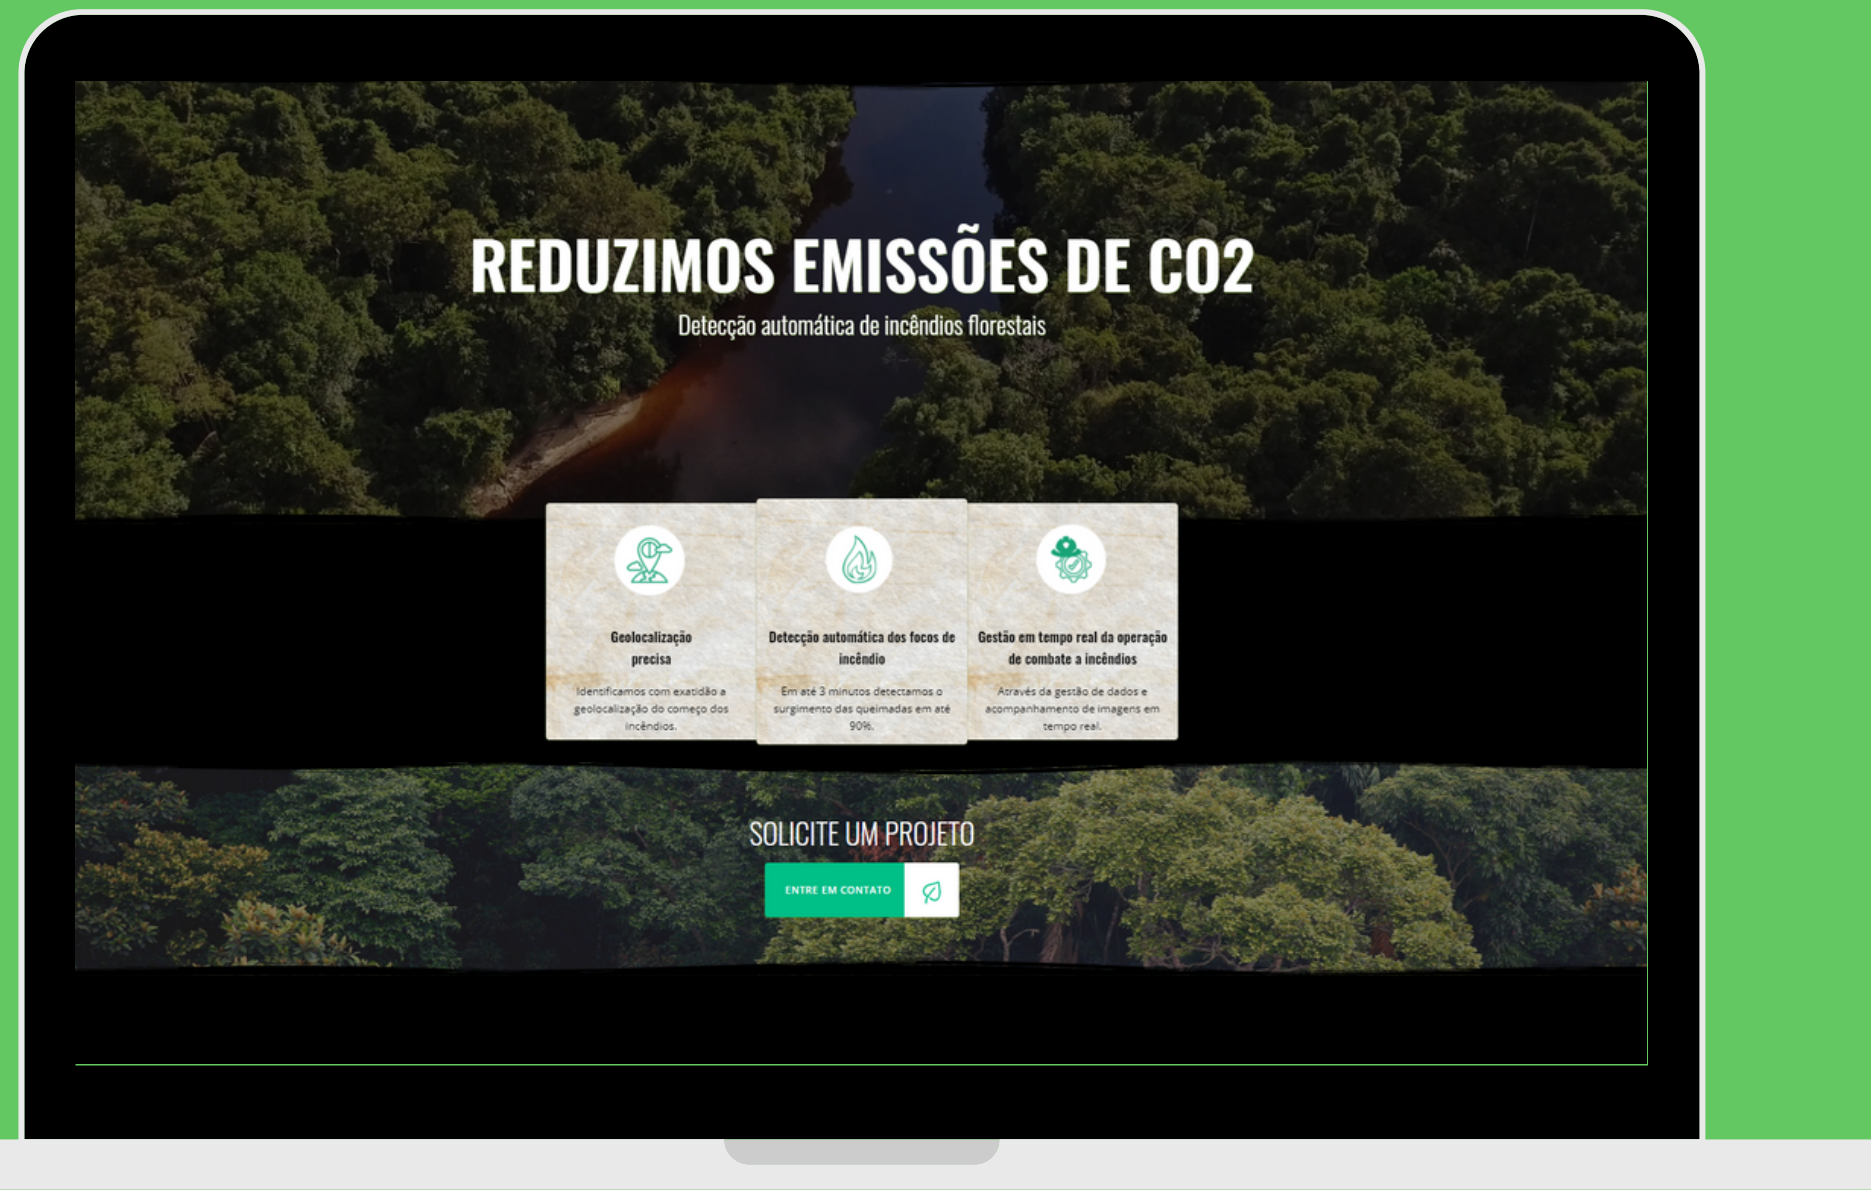 REDUZIMOS EMISSÕES DE CO2
Detecção automática de incêndios florestais
Geolocalização
precisa
Identificamos com exatidão a
geolocalização do começo dos
incêndios.
Detecção automática dos focos de
incêndio
Em até 3 minutos detectamos o
surgimento das queimadas em até
90%.
Gestão em tempo real da operação
de combate a incêndios
Através da gestão de dados e
acompanhamento de imagens em
tempo real.
SOLICITE UM PROJETO
ENTRE EM CONTATO